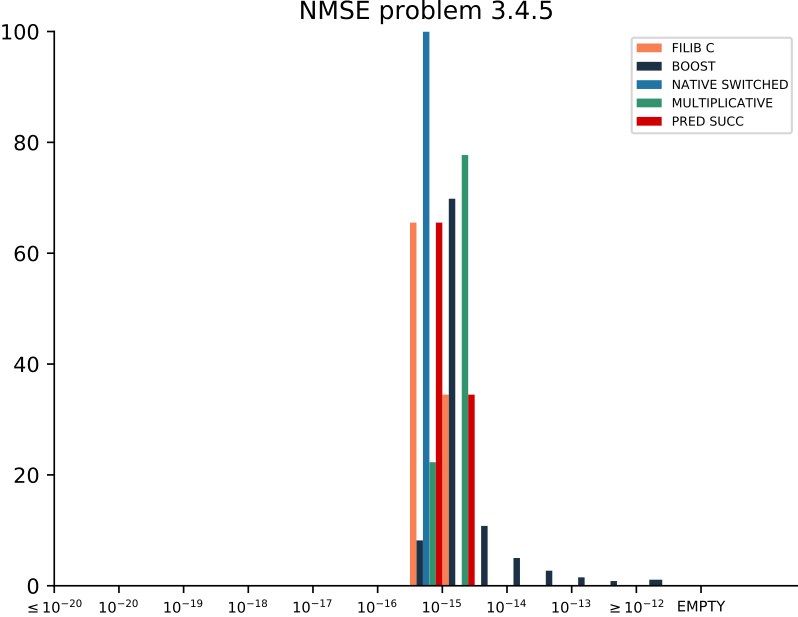 NMSE problem 3.4.5
100
80
60
40
20
0
FILIB C
BOOST
NATIVE SWITCHED
MULTIPLICATIVE
PRED SUCC
≤10⁻²⁰ 10⁻²⁰ 10⁻¹⁹ 10⁻¹⁸ 10⁻¹⁷ 10⁻¹⁶ 10⁻¹⁵ 10⁻¹⁴ 10⁻¹³ ≥10⁻¹² EMPTY